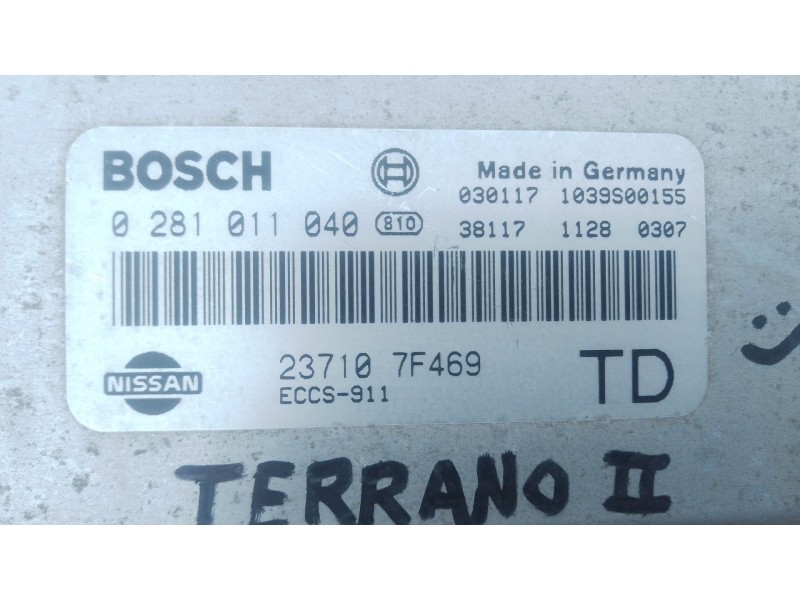 BOSCH
Made in Germany
030117 1039S00155
0 281 011 040 810 38117 1128 0307
NISSAN
23710 7F469
ECCS-911
TD
TERRANO II